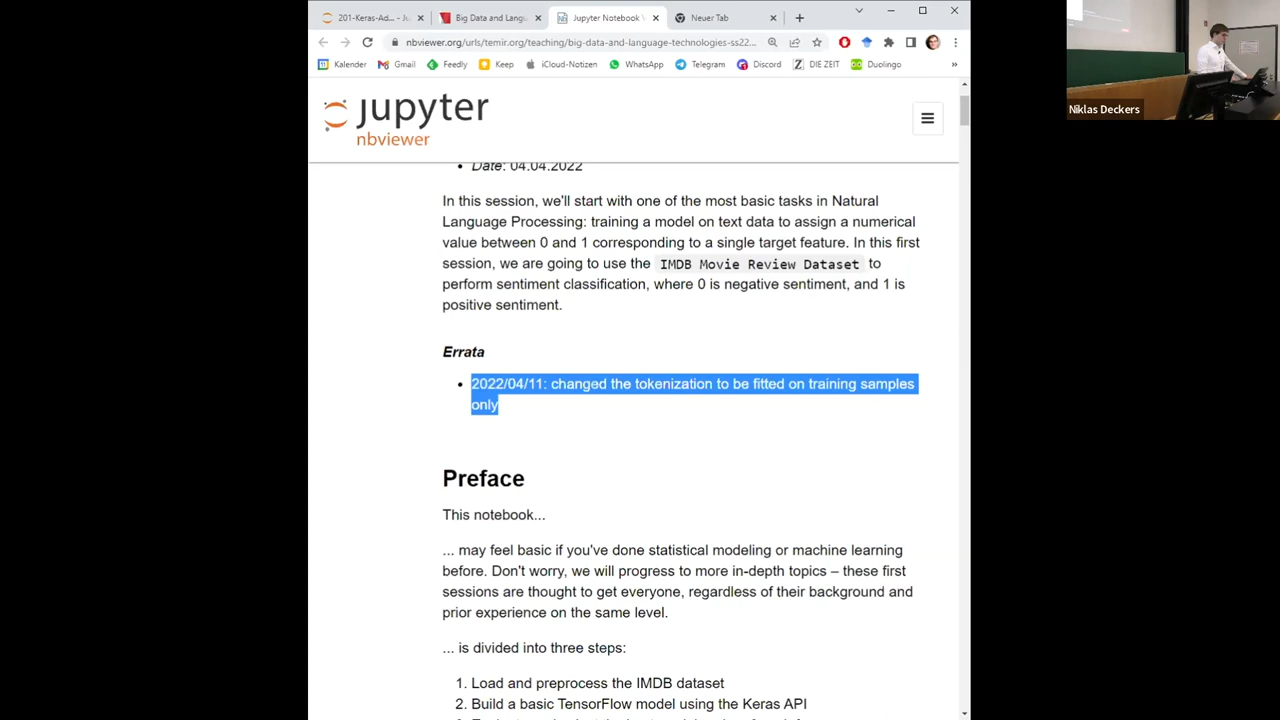 201-Keras-Ad... - Ju
Big Data and Langu
Jupyter Notebook V
Neuer Tab
nbviewer.org/urls/temir.org/teaching/big-data-and-language-technologies-ss22...
Kalender
Gmail
Feedly
Keep
iCloud-Notizen
WhatsApp
Telegram
Discord
DIE ZEIT
Duolingo
»
Niklas Deckers
jupyter
nbviewer
• Date: 04.04.2022
In this session, we'll start with one of the most basic tasks in Natural
Language Processing: training a model on text data to assign a numerical
value between 0 and 1 corresponding to a single target feature. In this first
session, we are going to use the IMDB Movie Review Dataset to
perform sentiment classification, where 0 is negative sentiment, and 1 is
positive sentiment.
Errata
• 2022/04/11: changed the tokenization to be fitted on training samples
only
Preface
This notebook...
... may feel basic if you've done statistical modeling or machine learning
before. Don't worry, we will progress to more in-depth topics – these first
sessions are thought to get everyone, regardless of their background and
prior experience on the same level.
... is divided into three steps:
1. Load and preprocess the IMDB dataset
2. Build a basic TensorFlow model using the Keras API